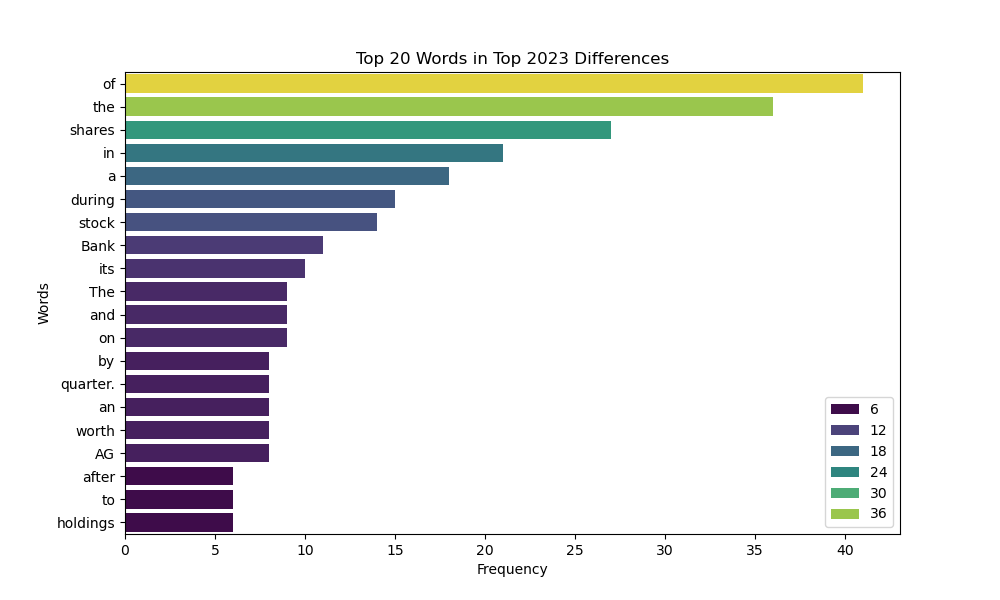 Top 20 Words in Top 2023 Differences
of
the
shares
in
a
during
stock
Bank
its
The
and
on
by
quarter.
an
worth
AG
after
to
holdings
Words
6
12
18
24
30
36
0 5 10 15 20 25 30 35 40
Frequency